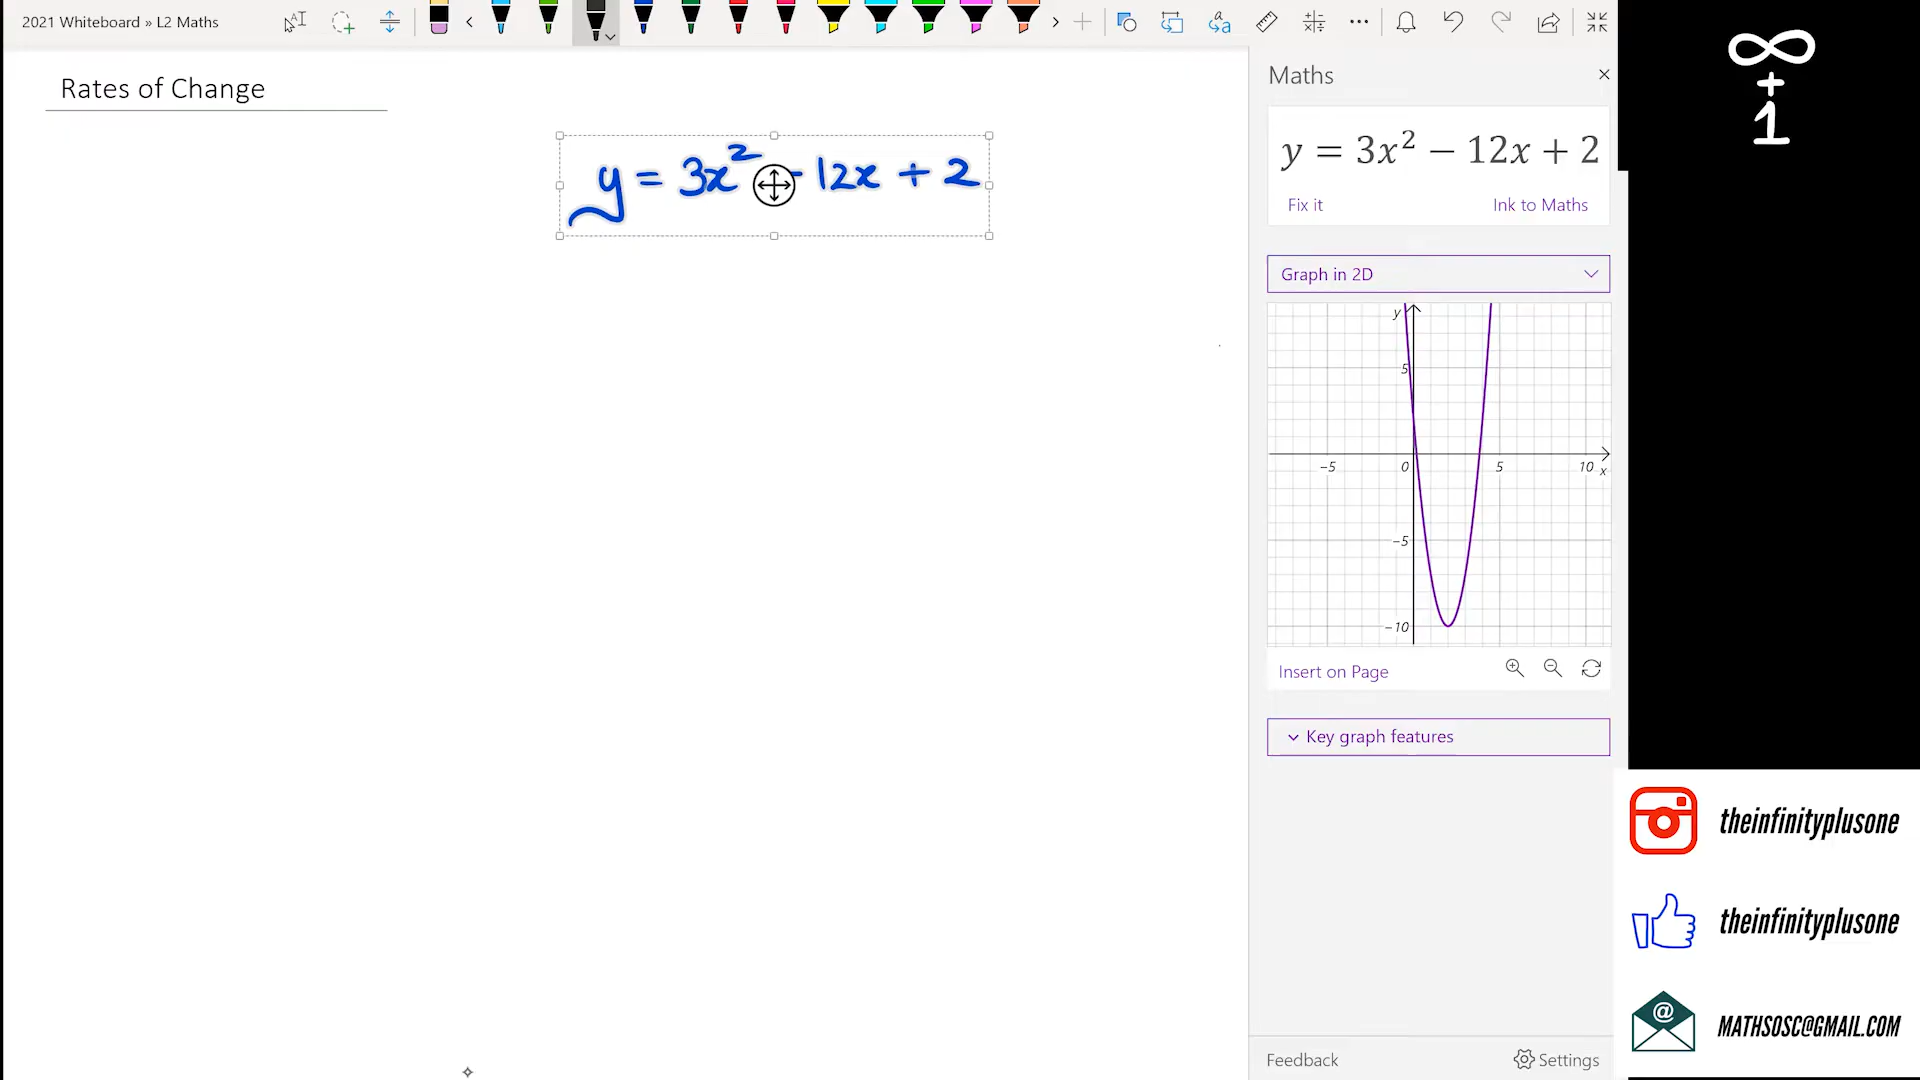 2021 Whiteboard » L2 Maths
Rates of Change
y = 3x² - 12x + 2
Maths
y = 3x² − 12x + 2
Fix it
Ink to Maths
Graph in 2D
y
5
−5
0
5
10
x
−5
−10
Insert on Page
Key graph features
Feedback
Settings
∞
+
1
theinfinityplusone
theinfinityplusone
MATHSOSC@GMAIL.COM